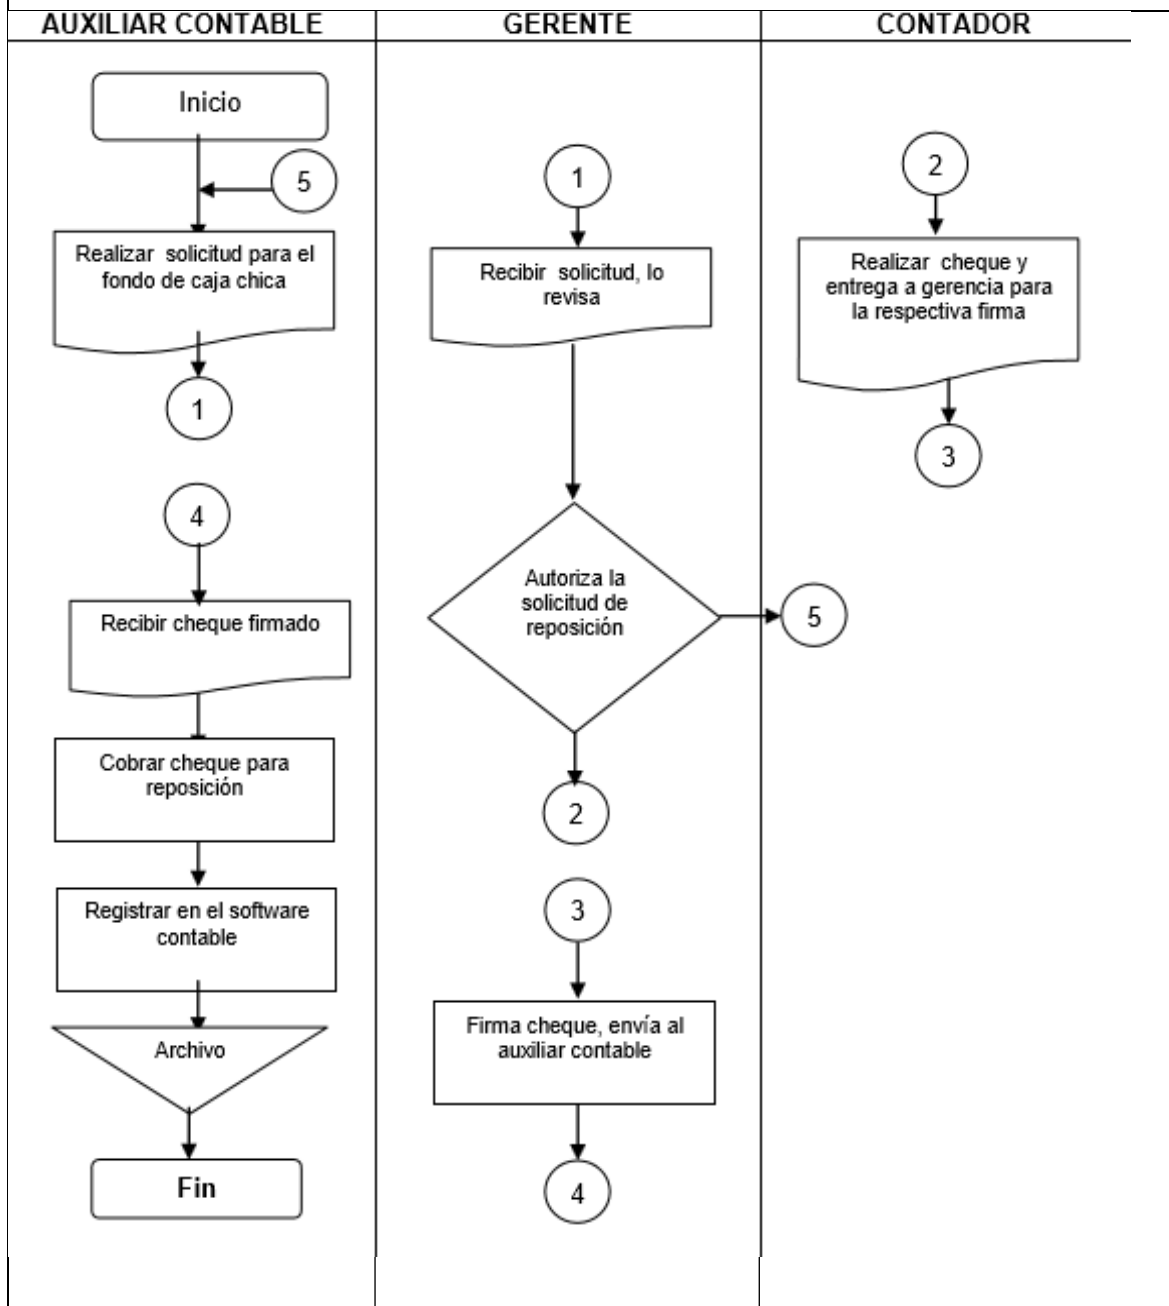 AUXILIAR CONTABLE
GERENTE
CONTADOR
Inicio
5
Realizar solicitud para el
fondo de caja chica
1
4
Recibir cheque firmado
Cobrar cheque para
reposición
Registrar en el software
contable
Archivo
Fin
1
Recibir solicitud, lo
revisa
Autoriza la
solicitud de
reposición
2
3
Firma cheque, envía al
auxiliar contable
4
2
Realizar cheque y
entrega a gerencia para
la respectiva firma
3
5